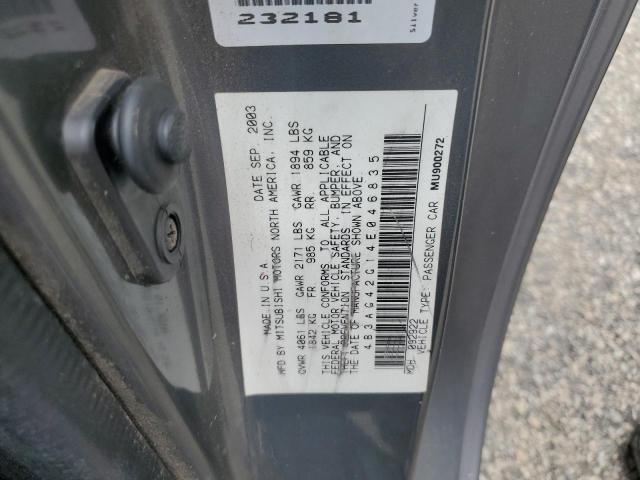 232181
Silver
MADE IN U S A DATE SEP. 2003
MFD BY MITSUBISHI MOTORS NORTH AMERICA, INC.
GVWR 4061 LBS GAWR 2171 LBS GAWR 1894 LBS
1842 KG FR. 985 KG RR. 859 KG
THIS VEHICLE CONFORMS TO ALL APPLICABLE
FEDERAL MOTOR VEHICLE SAFETY, BUMPER, AND
THEFT PREVENTION STANDARDS IN EFFECT ON
THE DATE OF MANUFACTURE SHOWN ABOVE.
4B3AG42G14E046835
MDH: 092922
VEHICLE TYPE: PASSENGER CAR MU900272